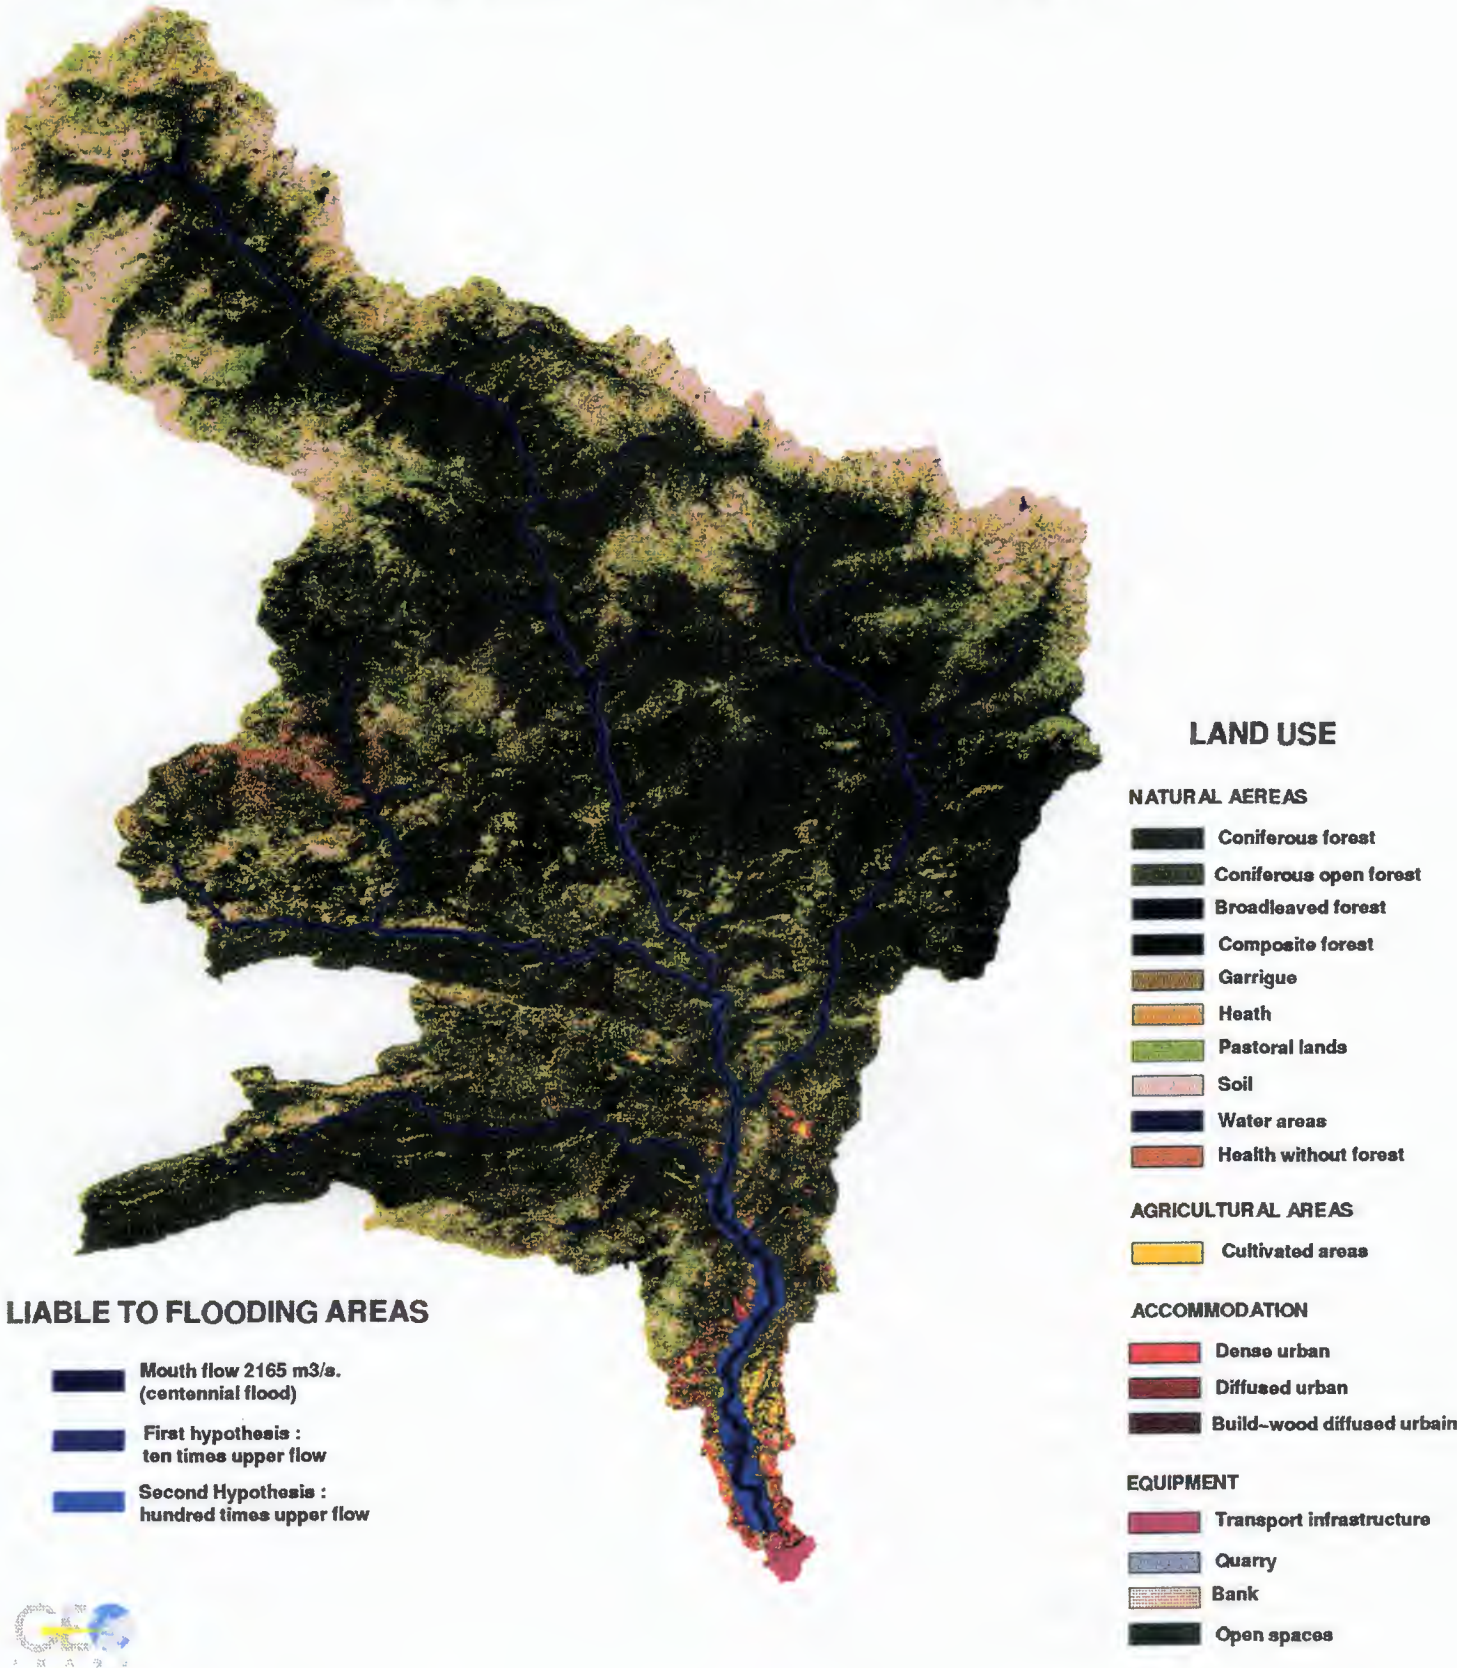 LAND USE
NATURAL AEREAS
Coniferous forest
Coniferous open forest
Broadleaved forest
Composite forest
Garrigue
Heath
Pastoral lands
Soil
Water areas
Health without forest
AGRICULTURAL AREAS
Cultivated areas
ACCOMMODATION
Dense urban
Diffused urban
Build-wood diffused urbain
EQUIPMENT
Transport infrastructure
Quarry
Bank
Open spaces
LIABLE TO FLOODING AREAS
Mouth flow 2165 m3/s.
(centennial flood)
First hypothesis :
ten times upper flow
Second Hypothesis :
hundred times upper flow